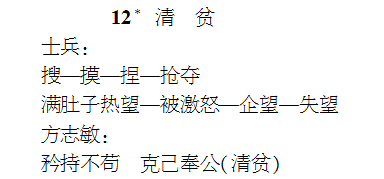 12* 清　贫
士兵：
搜—摸—捏—抢夺
满肚子热望—被激怒—企望—失望
方志敏：
矜持不苟　克己奉公(清贫)